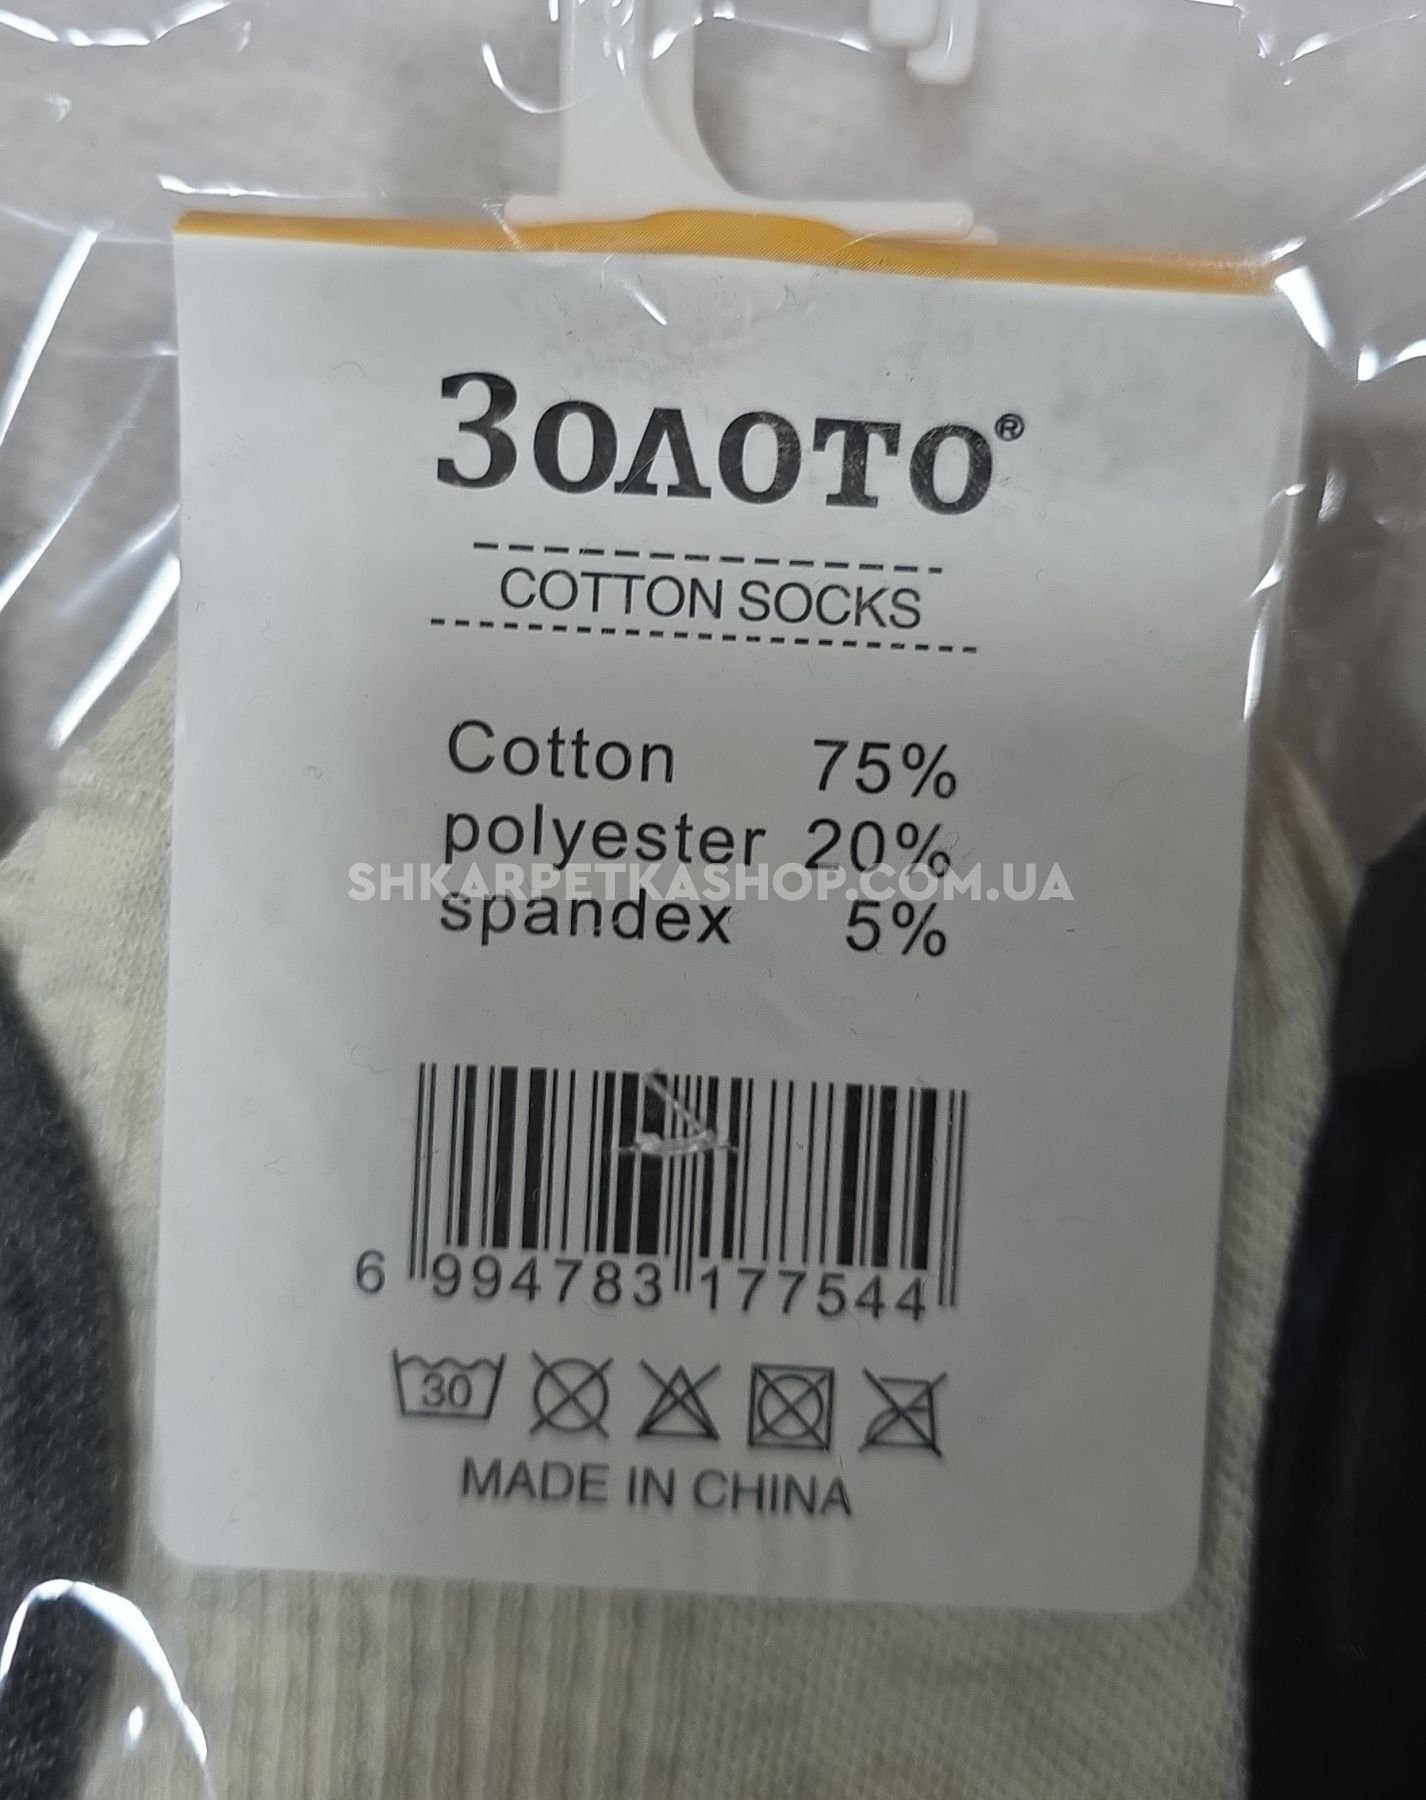 Золото®
COTTON SOCKS
Cotton 75%
polyester 20%
SHKARPETKASHOP.COM.UA
spandex 5%
6 994783 177544
30
MADE IN CHINA